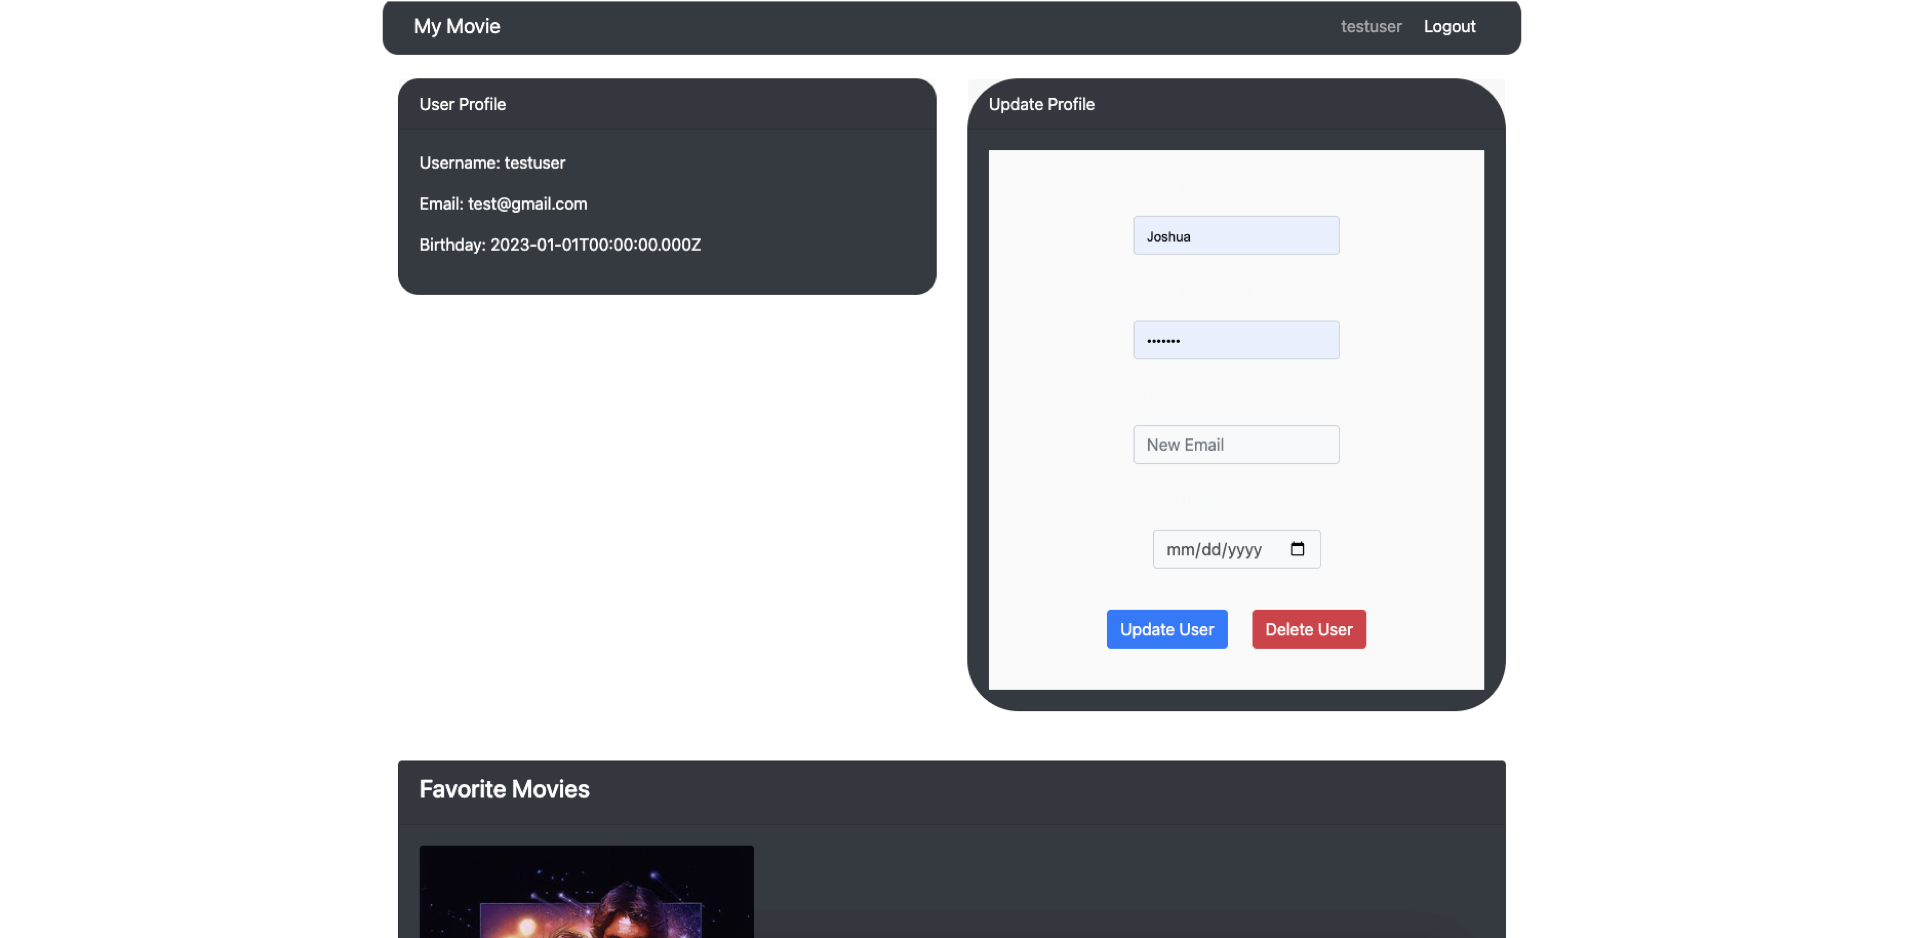 My Movie
testuser Logout
User Profile
Username: testuser
Email: test@gmail.com
Birthday: 2023-01-01T00:00:00.000Z
Update Profile
Joshua
•••••••
New Email
mm/dd/yyyy
Update User Delete User
Favorite Movies